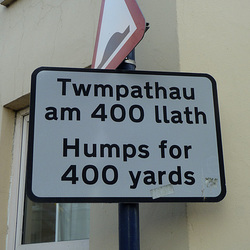 Twmpathau
am 400 llath
Humps for
400 yards